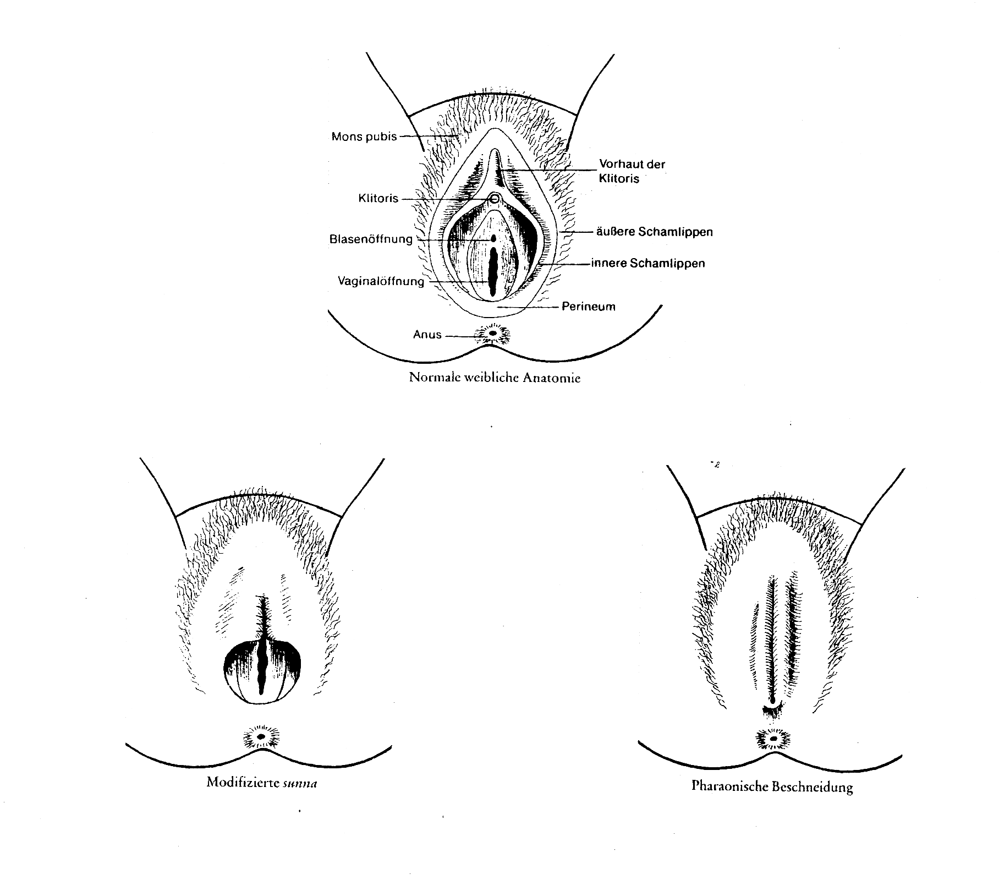 Mons pubis
Vorhaut der
Klitoris
Klitoris
äußere Schamlippen
Blasenöffnung
innere Schamlippen
Vaginalöffnung
Perineum
Anus
Normale weibliche Anatomie
Modifizierte sunna
Pharaonische Beschneidung